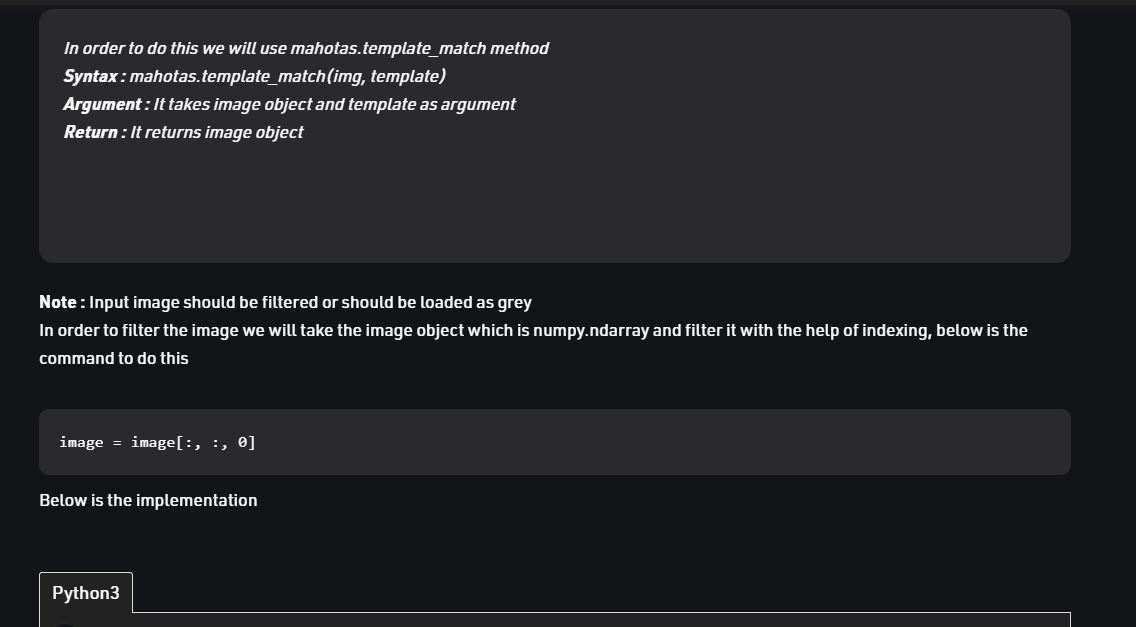 In order to do this we will use mahotas.template_match method
Syntax : mahotas.template_match(img, template)
Argument : It takes image object and template as argument
Return : It returns image object
Note : Input image should be filtered or should be loaded as grey
In order to filter the image we will take the image object which is numpy.ndarray and filter it with the help of indexing, below is the
command to do this
image = image[:, :, 0]
Below is the implementation
Python3